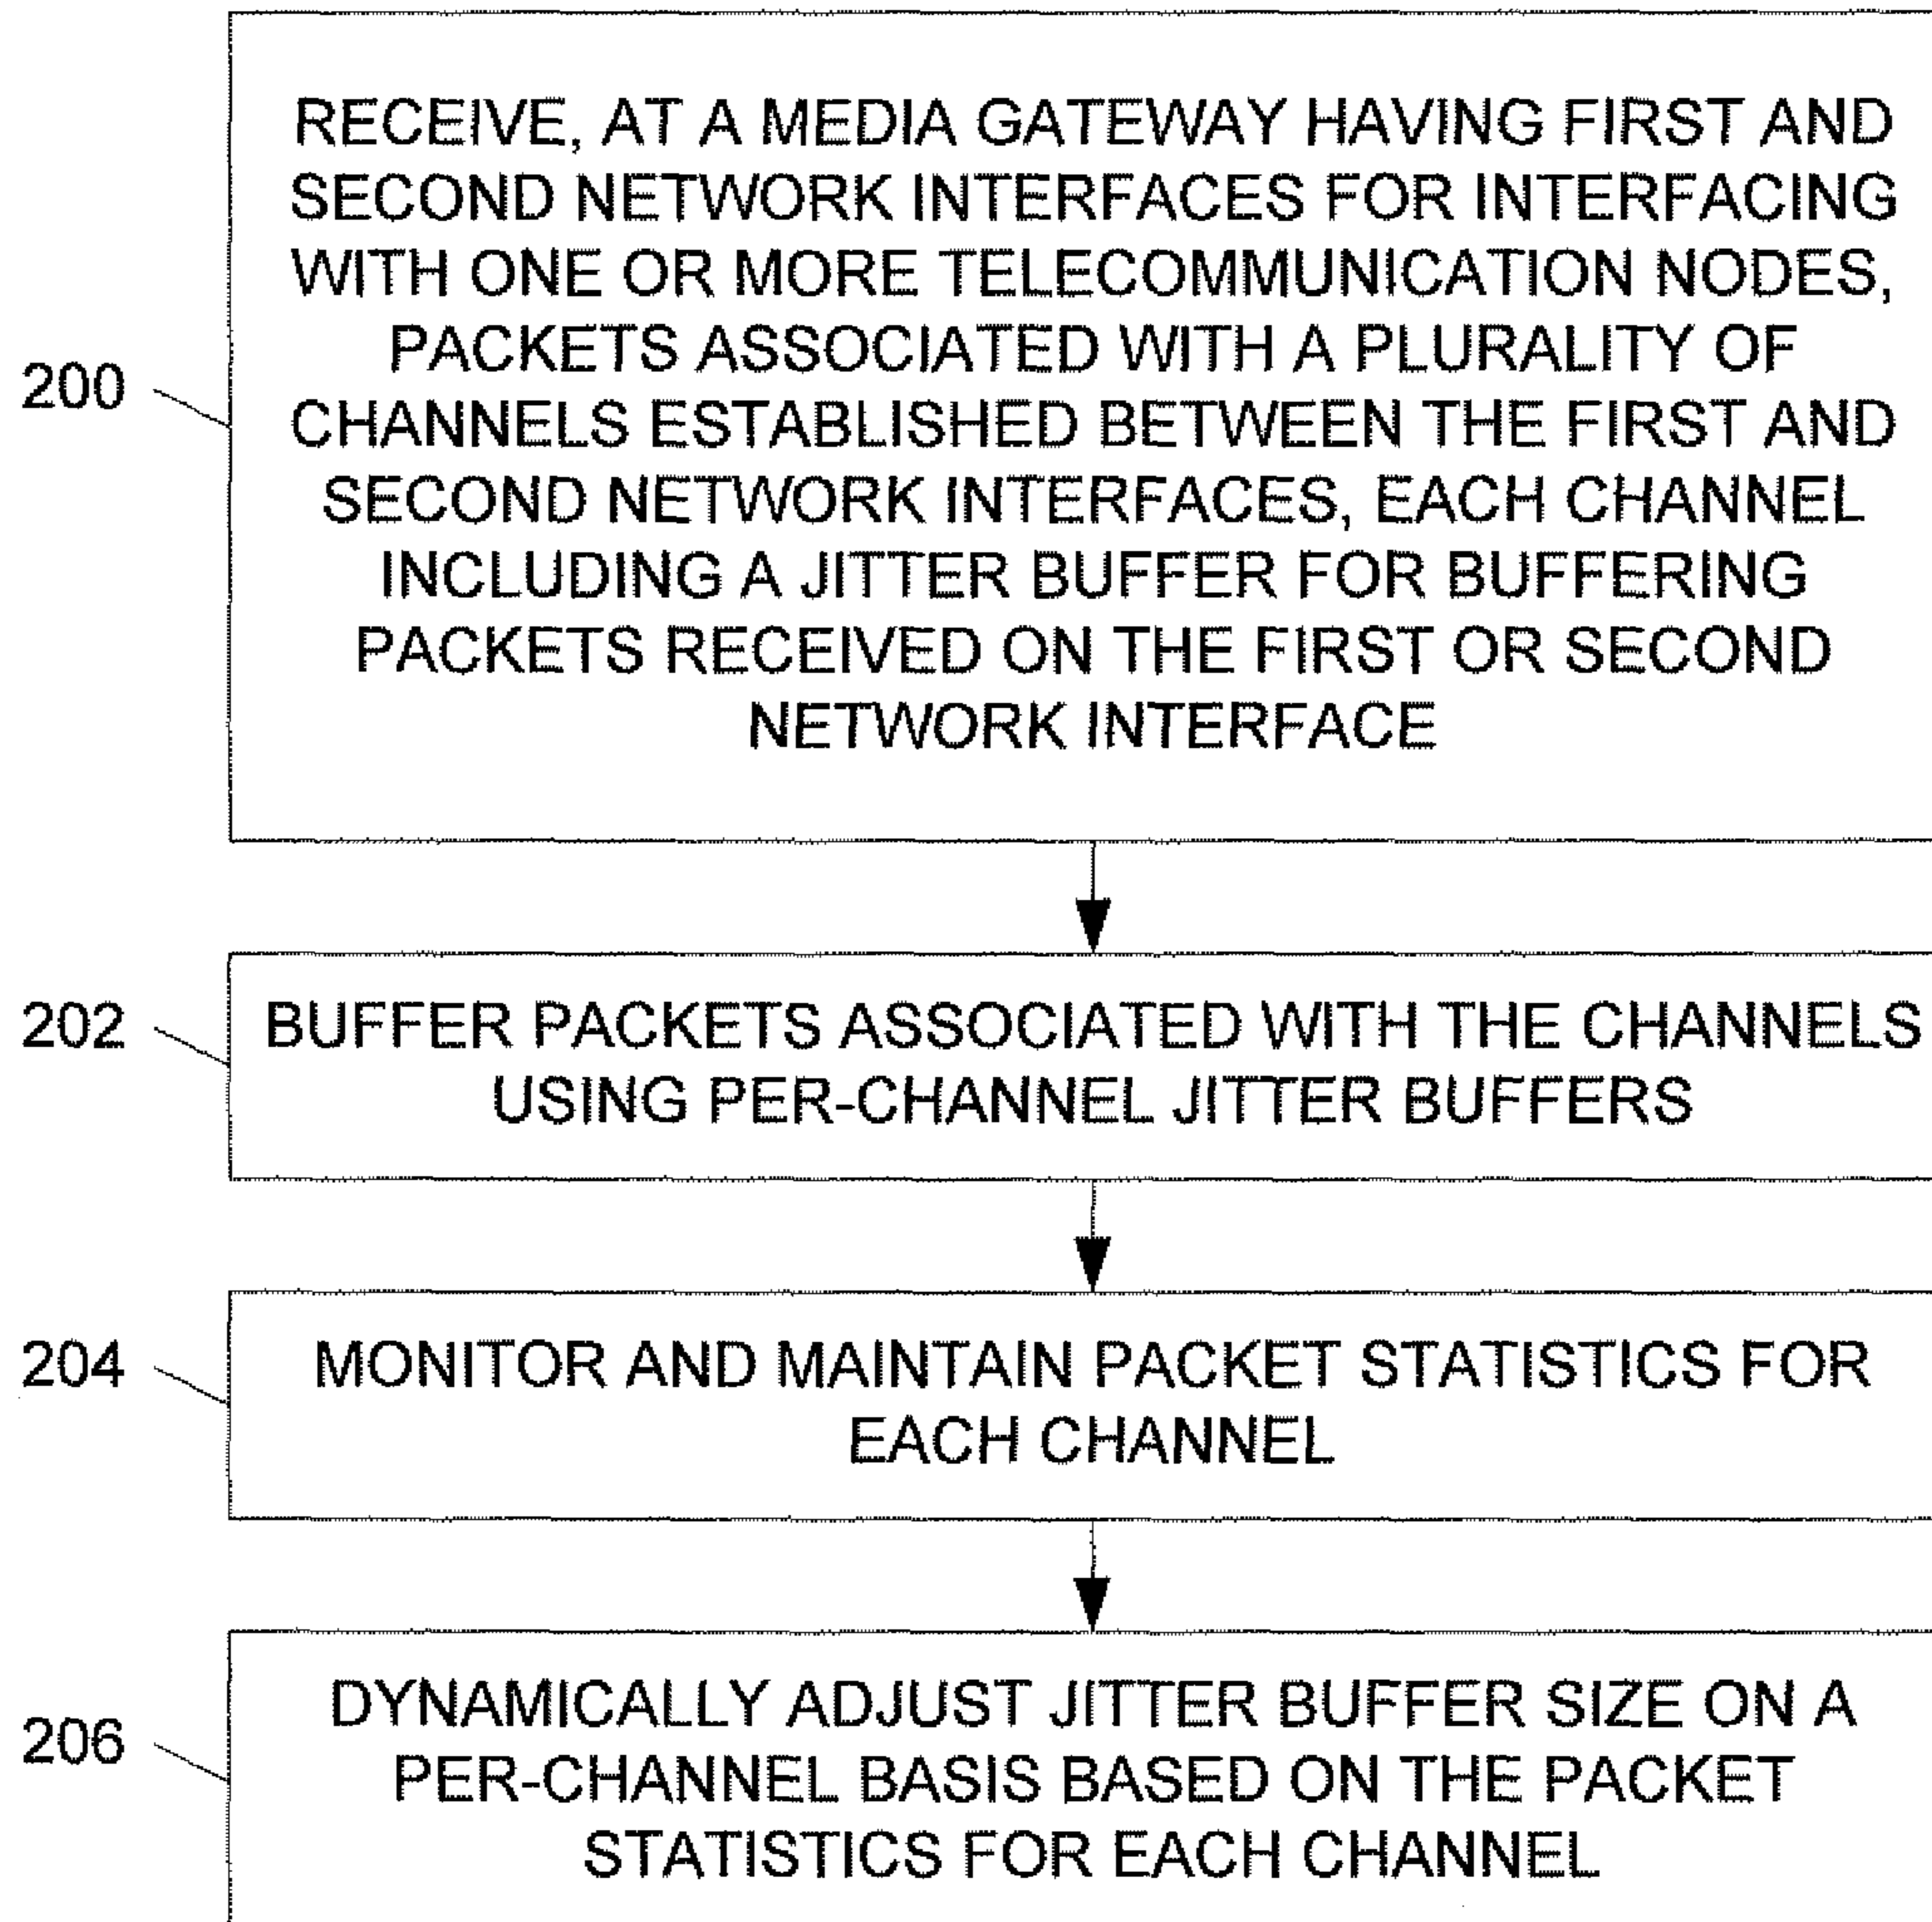 RECEIVE, AT A MEDIA GATEWAY HAVING FIRST AND
SECOND NETWORK INTERFACES FOR INTERFACING
WITH ONE OR MORE TELECOMMUNICATION NODES,
PACKETS ASSOCIATED WITH A PLURALITY OF
200
CHANNELS ESTABLISHED BETWEEN THE FIRST AND
SECOND NETWORK INTERFACES, EACH CHANNEL
INCLUDING A JITTER BUFFER FOR BUFFERING
PACKETS RECEIVED ON THE FIRST OR SECOND
NETWORK INTERFACE
202
BUFFER PACKETS ASSOCIATED WITH THE CHANNELS
USING PER-CHANNEL JITTER BUFFERS
204
MONITOR AND MAINTAIN PACKET STATISTICS FOR
EACH CHANNEL
206
DYNAMICALLY ADJUST JITTER BUFFER SIZE ON A
PER-CHANNEL BASIS BASED ON THE PACKET
STATISTICS FOR EACH CHANNEL